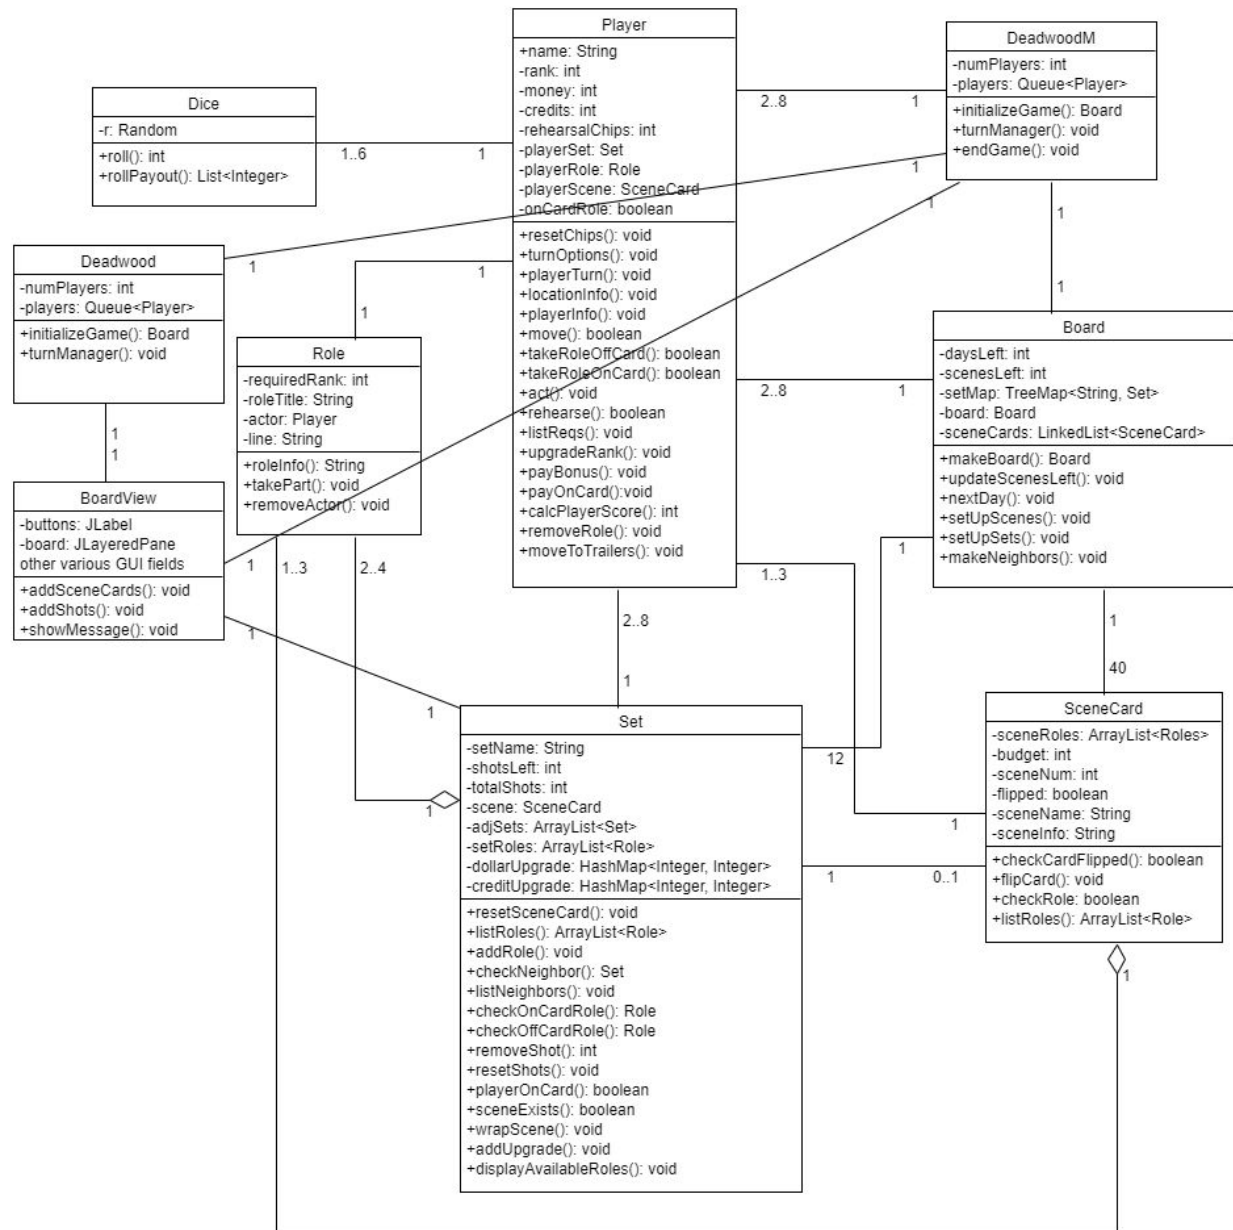 Player
+name: String
-rank: int
-money: int
-credits: int
-rehearsalChips: int
-playerSet: Set
-playerRole: Role
-playerScene: SceneCard
-onCardRole: boolean
+resetChips(): void
+turnOptions(): void
+playerTurn(): void
+locationInfo(): void
+playerInfo(): void
+move(): boolean
+takeRoleOffCard(): boolean
+takeRoleOnCard(): boolean
+act(): void
+rehearse(): boolean
+listReqs(): void
+upgradeRank(): void
+payBonus(): void
+payOnCard():void
+calcPlayerScore(): int
+removeRole(): void
+moveToTrailers(): void
DeadwoodM
-numPlayers: int
-players: Queue<Player>
+initializeGame(): Board
+turnManager(): void
+endGame(): void
2..8
1
Dice
-r: Random
+roll(): int
+rollPayout(): List<Integer>
1..6
1
1
1
1
1
1
Deadwood
-numPlayers: int
-players: Queue<Player>
+initializeGame(): Board
+turnManager(): void
1
1
1
1
Role
-requiredRank: int
-roleTitle: String
-actor: Player
-line: String
+roleInfo(): String
+takePart(): void
+removeActor(): void
Board
-daysLeft: int
-scenesLeft: int
-setMap: TreeMap<String, Set>
-board: Board
-sceneCards: LinkedList<SceneCard>
+makeBoard(): Board
+updateScenesLeft(): void
+nextDay(): void
+setUpScenes(): void
+setUpSets(): void
+makeNeighbors(): void
2..8
1
1
1
BoardView
-buttons: JLabel
-board: JLayeredPane
other various GUI fields
+addSceneCards(): void
+addShots(): void
+showMessage(): void
1
1..3
2..4
1..3
1
1
2..8
1
1
40
1
1
Set
-setName: String
-shotsLeft: int
-totalShots: int
-scene: SceneCard
-adjSets: ArrayList<Set>
-setRoles: ArrayList<Role>
-dollarUpgrade: HashMap<Integer, Integer>
-creditUpgrade: HashMap<Integer, Integer>
+resetSceneCard(): void
+listRoles(): ArrayList<Role>
+addRole(): void
+checkNeighbor(): Set
+listNeighbors(): void
+checkOnCardRole(): Role
+checkOffCardRole(): Role
+removeShot(): int
+resetShots(): void
+playerOnCard(): boolean
+sceneExists(): boolean
+wrapScene(): void
+addUpgrade(): void
+displayAvailableRoles(): void
12
1
1
0..1
SceneCard
-sceneRoles: ArrayList<Roles>
-budget: int
-sceneNum: int
-flipped: boolean
-sceneName: String
-sceneInfo: String
+checkCardFlipped(): boolean
+flipCard(): void
+checkRole: boolean
+listRoles(): ArrayList<Role>
1